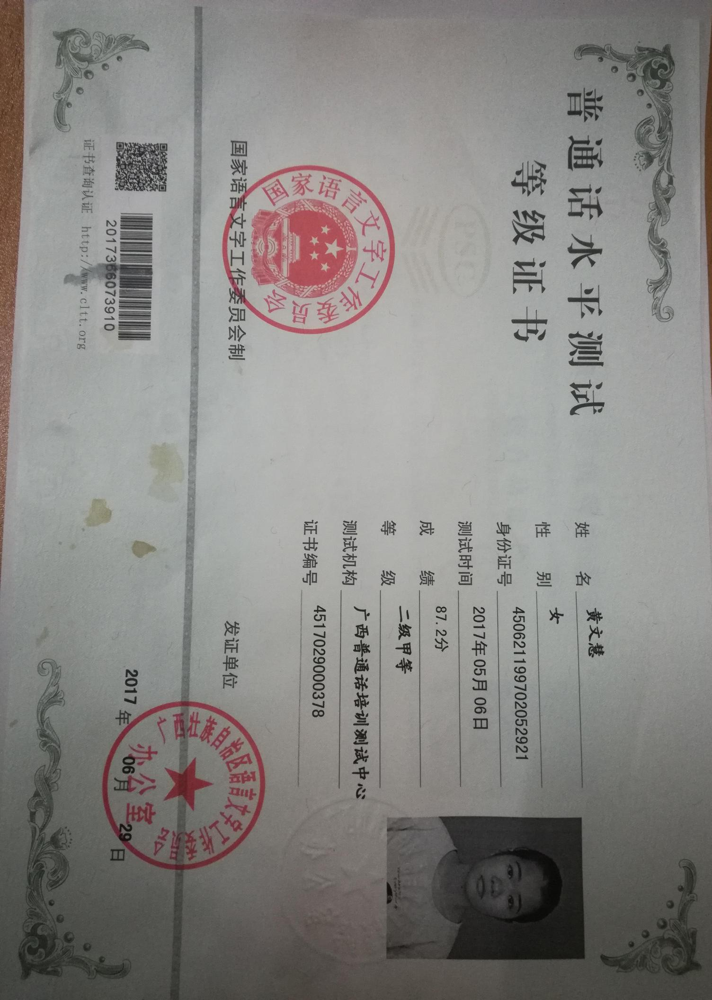 普通话水平测试
等级证书
PSC
国家语言文字工作委员会
国家语言文字工作委员会制
2017366073910
证书查询认证 http://www.cltt.org
姓名 黄文慧
性别 女
身份证号 450621199702052921
测试时间 2017年05月06日
成绩 87.2分
等级 二级甲等
测试机构 广西普通话培训测试中心
证书编号 4517029000378
发证单位
广西壮族自治区语言文字工作委员会
办公室
2017年06月29日